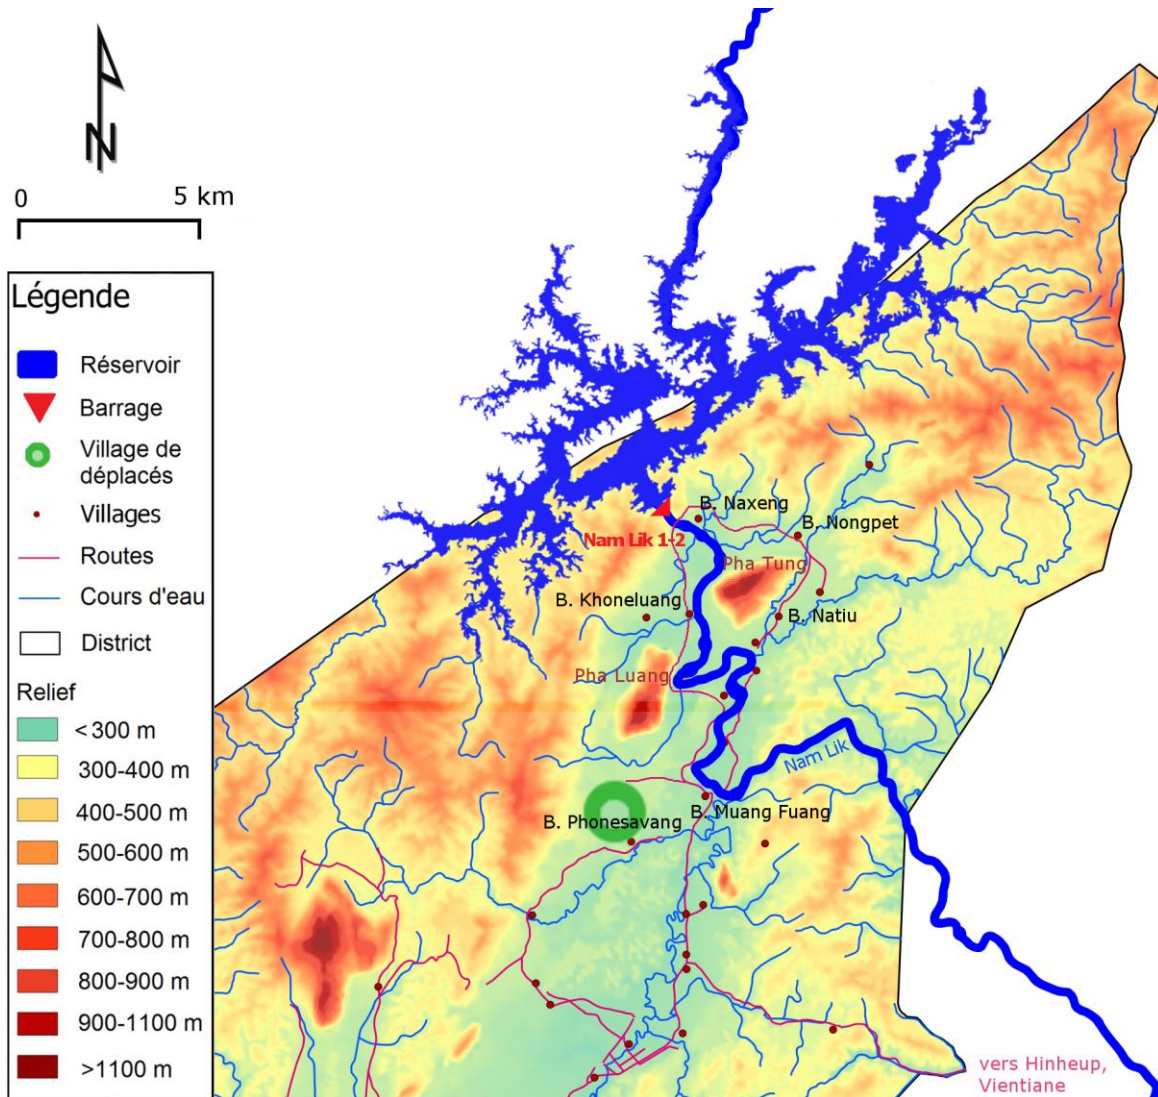 N
0 5 km
Légende
Réservoir
Barrage
Village de
déplacés
Villages
Routes
Cours d'eau
District
Relief
< 300 m
300-400 m
400-500 m
500-600 m
600-700 m
700-800 m
800-900 m
900-1100 m
>1100 m
B. Naxeng
B. Nongpet
Nam Lik 1-2
Pha Tung
B. Khoneluang
B. Natiu
Pha Luang
Nam Lik
B. Muang Fuang
B. Phonesavang
vers Hinheup,
Vientiane